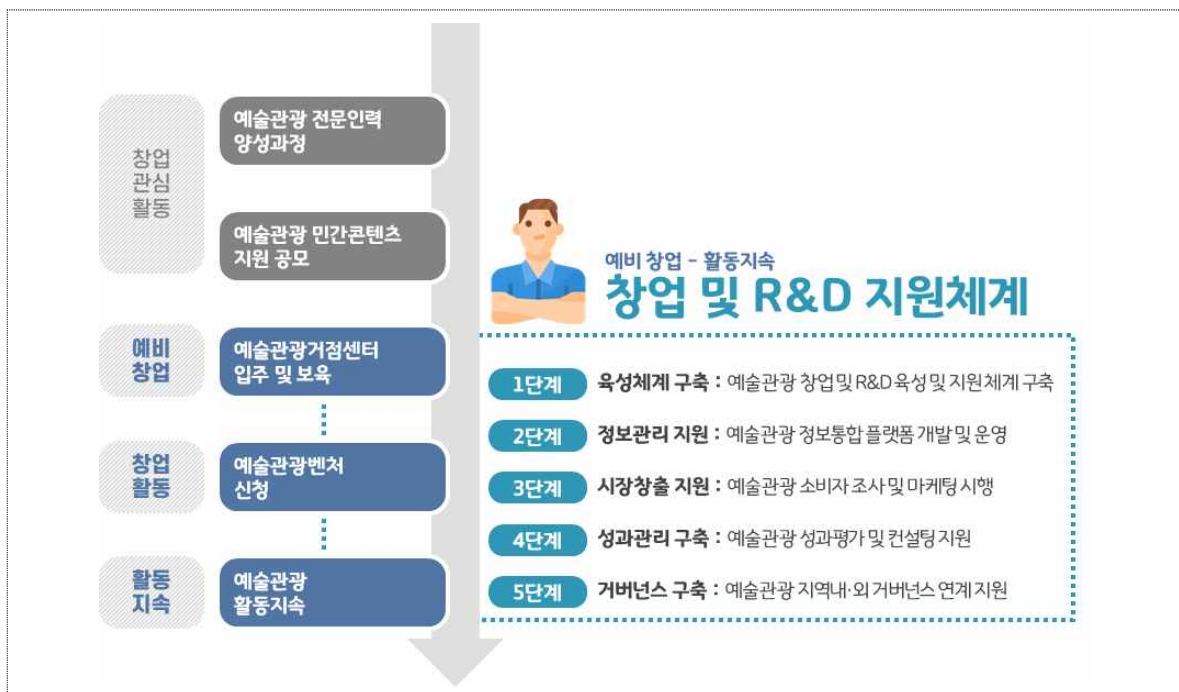 창업
관심
활동
예술관광 전문인력
양성과정
예술관광 민간콘텐츠
지원 공모
예비
창업
예술관광거점센터
입주 및 보육
창업
활동
예술관광벤처
신청
활동
지속
예술관광
활동지속
예비 창업 - 활동지속
창업 및 R&D 지원체계
1단계 육성체계 구축 : 예술관광 창업 및 R&D 육성 및 지원 체계 구축
2단계 정보관리 지원 : 예술관광 정보통합 플랫폼 개발 및 운영
3단계 시장창출 지원 : 예술관광 소비자 조사 및 마케팅 시행
4단계 성과관리 구축 : 예술관광 성과평가 및 컨설팅 지원
5단계 거버넌스 구축 : 예술관광 지역내·외 거버넌스 연계 지원